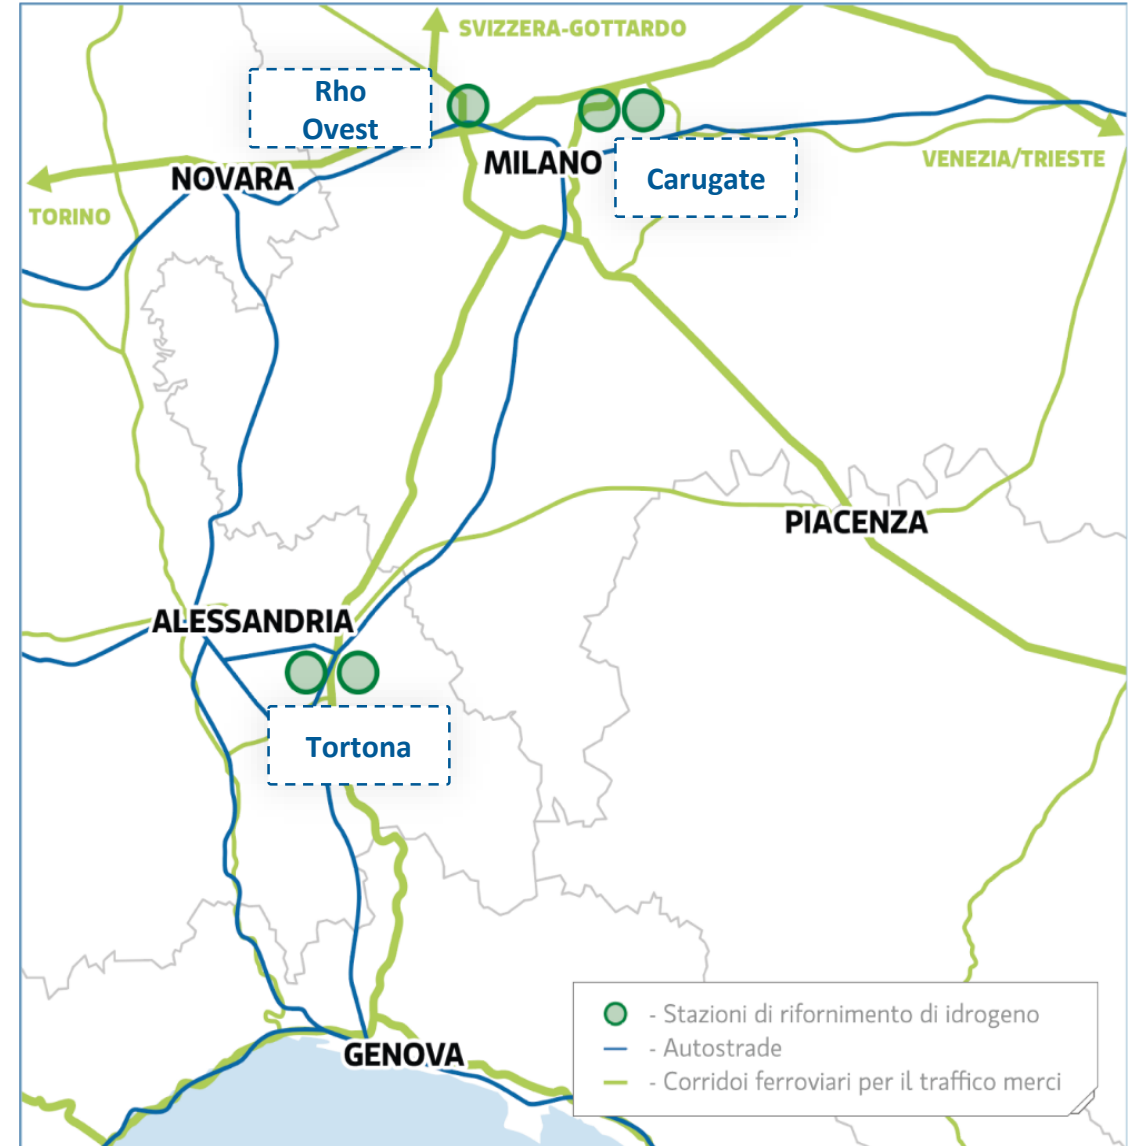 SVIZZERA-GOTTARDO
Rho
Ovest
MILANO
VENEZIA/TRIESTE
NOVARA
Carugate
TORINO
PIACENZA
ALESSANDRIA
Tortona
GENOVA
- Stazioni di rifornimento di idrogeno
- Autostrade
- Corridoi ferroviari per il traffico merci